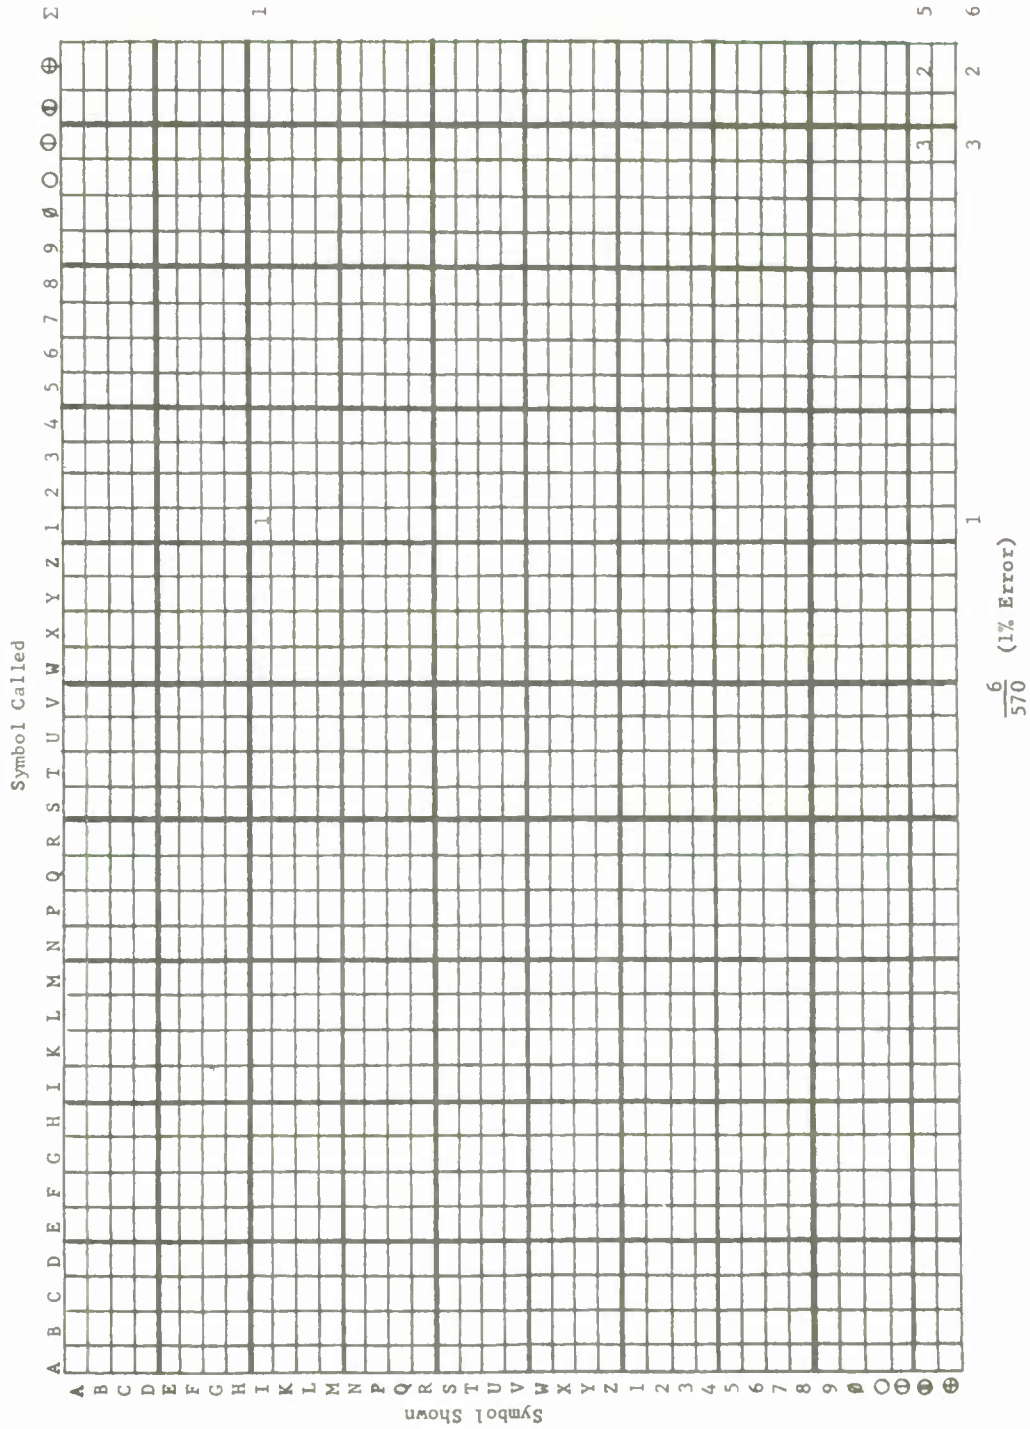 Symbol Called
A B C D E F G H I K L M N P Q R S T U V W X Y Z 1 2 3 4 5 6 7 8 9 Ø ○ ⦶ ◐ ⊕ Σ
Symbol Shown
A
B
C
D
E
F
G
H
I 1 1
K
L
M
N
P
Q
R
S
T
U
V
W
X
Y
Z
1
2
3
4
5
6
7
8
9
Ø
○
⦶
◐ 3 2 5
⊕
1 3 2 6
6
570
(1% Error)